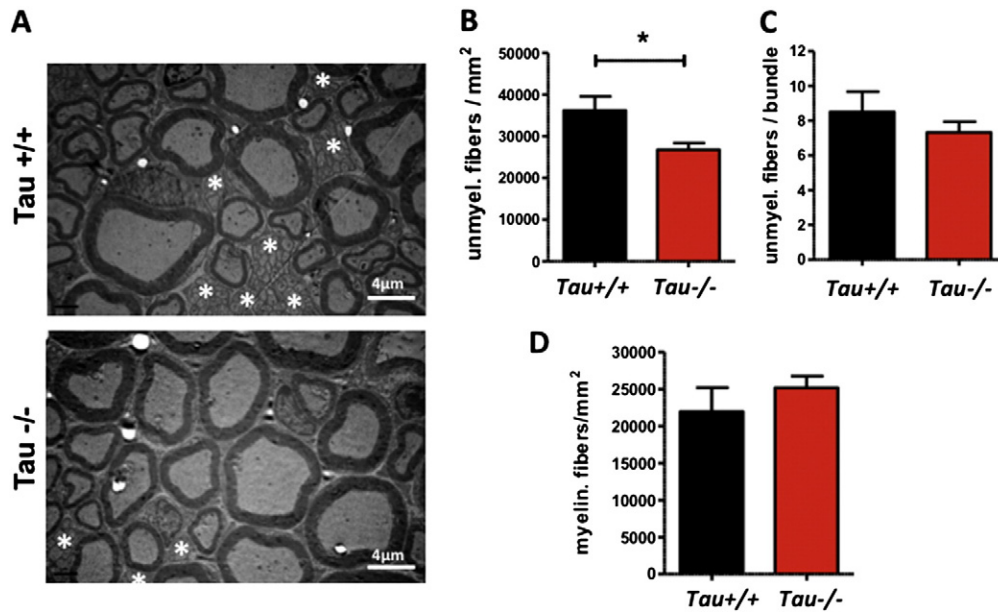 A
Tau +/+
*
*
*
*
* * *
4µm
Tau -/-
*
*
*
4µm
B
unmyel. fibers / mm²
50000
40000
30000
20000
10000
0
*
Tau+/+ Tau-/-
C
unmyel. fibers / bundle
12
10
8
6
4
2
0
Tau+/+ Tau-/-
D
myelin. fibers/mm²
30000
25000
20000
15000
10000
5000
0
Tau+/+ Tau-/-